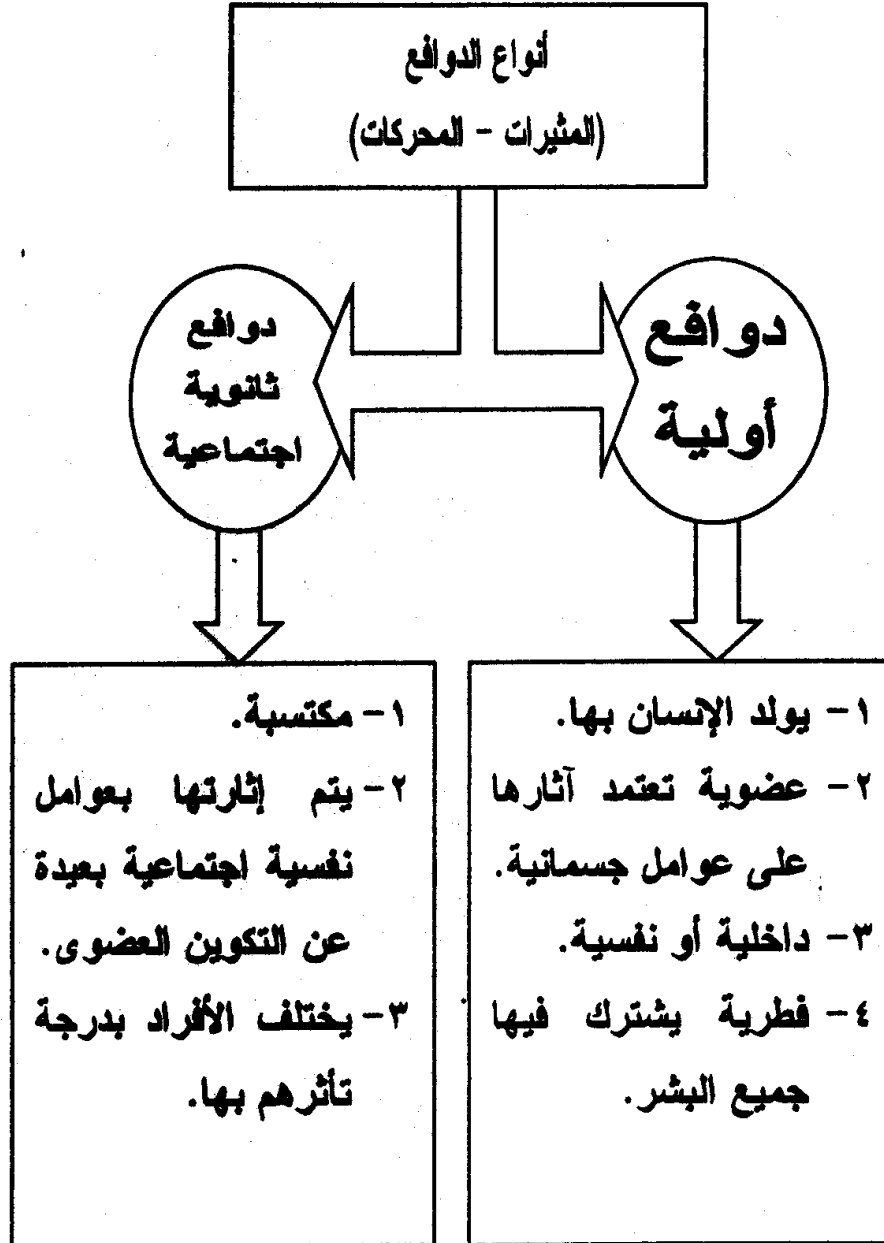 أنواع الدوافع
(المثيرات - المحركات)
دوافع
أولية
دوافع
ثانوية
اجتماعية
١- يولد الإنسان بها.
٢- عضوية تعتمد آثارها
على عوامل جسمانية.
٣- داخلية أو نفسية.
٤- فطرية يشترك فيها
جميع البشر.
١- مكتسبة.
٢- يتم إثارتها بعوامل
نفسية اجتماعية بعيدة
عن التكوين العضوى.
٣- يختلف الأفراد بدرجة
تأثرهم بها.